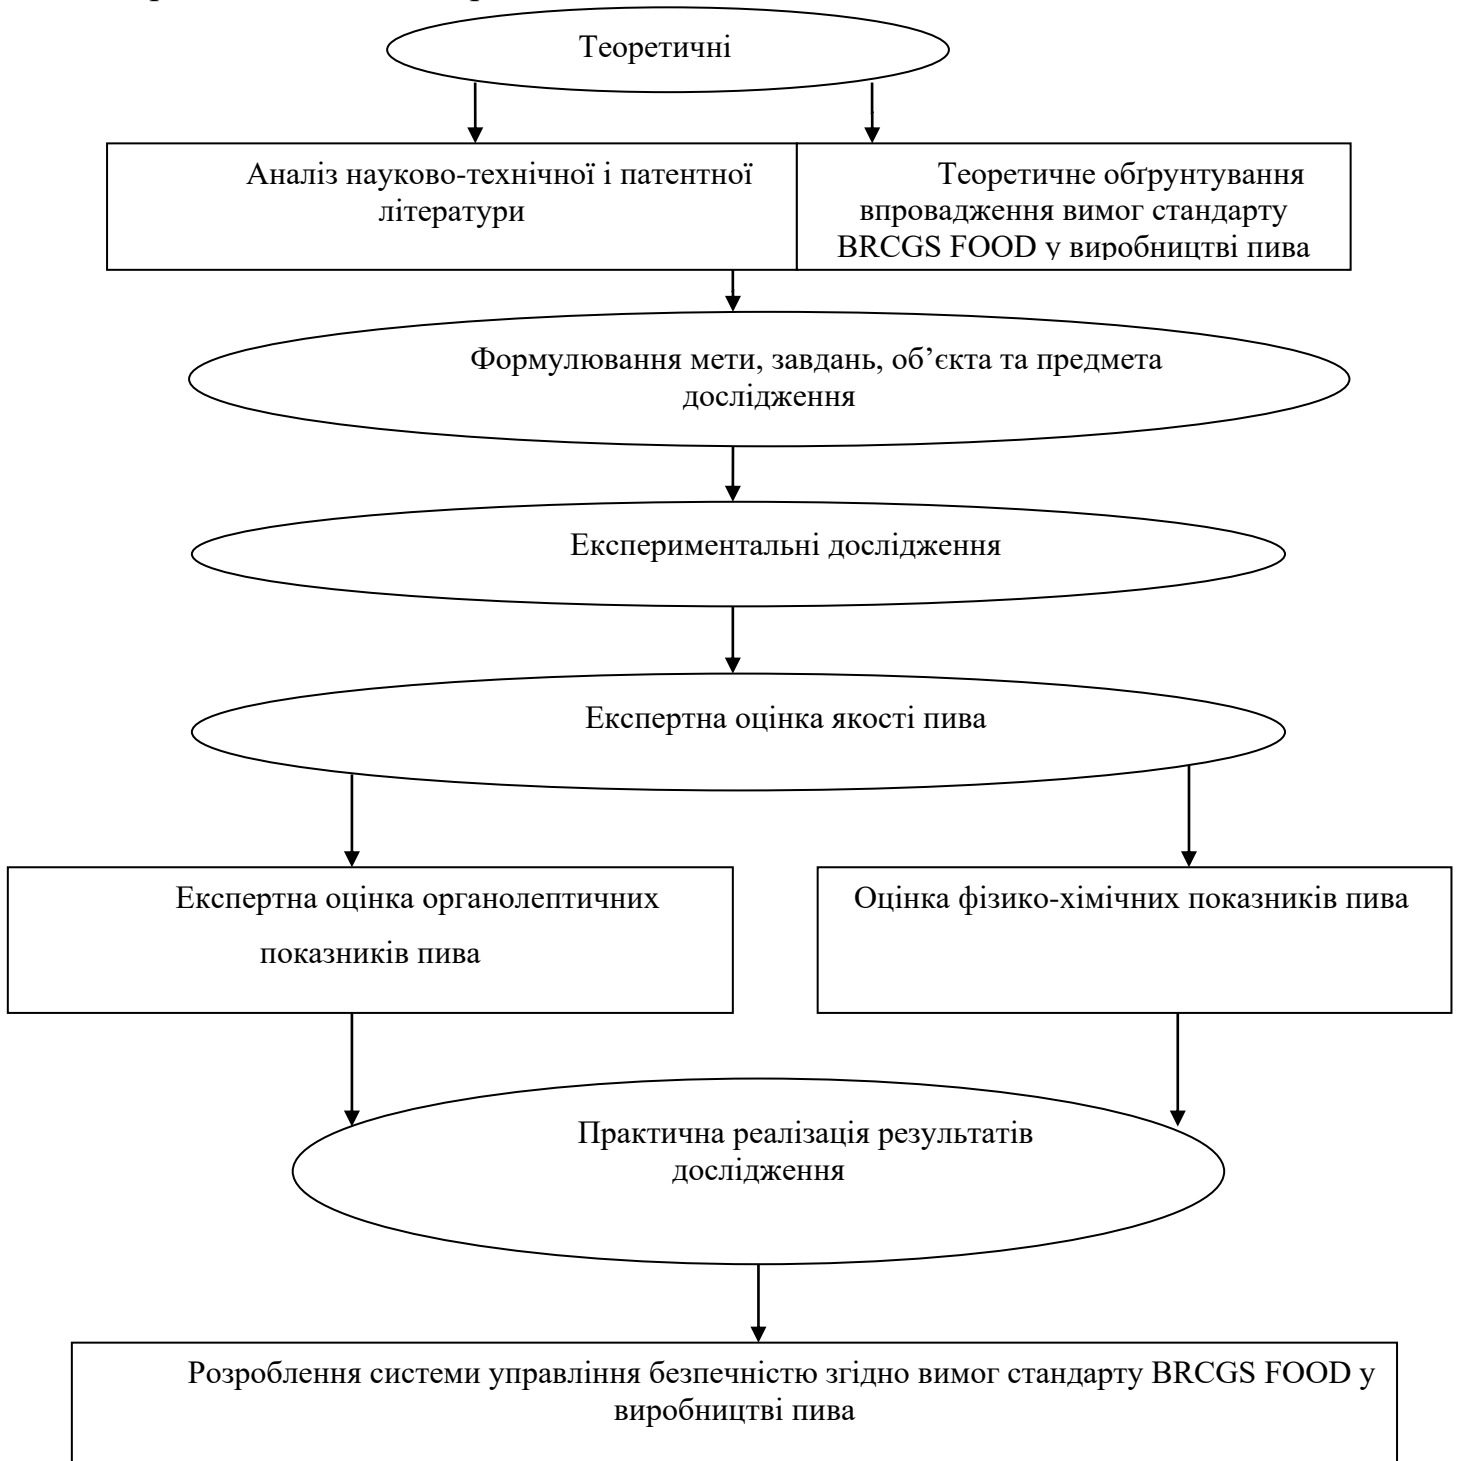 Теоретичні
Аналіз науково-технічної і патентної
літератури
Теоретичне обґрунтування
впровадження вимог стандарту
BRCGS FOOD у виробництві пива
Формулювання мети, завдань, об’єкта та предмета
дослідження
Експериментальні дослідження
Експертна оцінка якості пива
Експертна оцінка органолептичних
показників пива
Оцінка фізико-хімічних показників пива
Практична реалізація результатів
дослідження
Розроблення системи управління безпечністю згідно вимог стандарту BRCGS FOOD у
виробництві пива